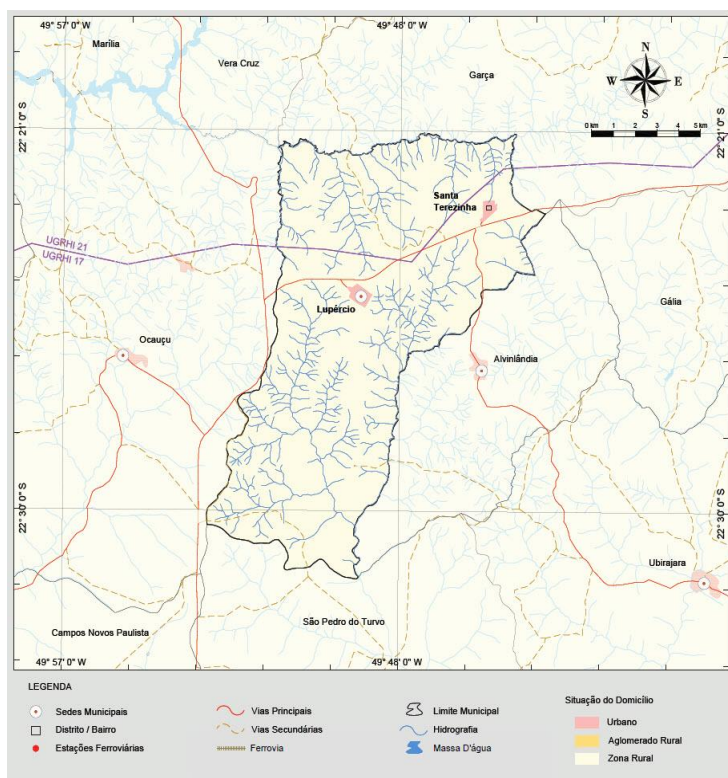 49° 57' 0" W
49° 48' 0" W
Marília
Vera Cruz
Garça
N
W
E
S
0 km 1 2 3 4 5 km
22° 21' 0" S
22° 21' 0" S
Santa
Terezinha
UGRHI 21
UGRHI 17
Lupércio
Gália
Ocauçu
Alvinlândia
22° 30' 0" S
22° 30' 0" S
Ubirajara
São Pedro do Turvo
Campos Novos Paulista
49° 57' 0" W
49° 48' 0" W
LEGENDA
Sedes Municipais
Distrito / Bairro
Estações Ferroviárias
Vias Principais
Vias Secundárias
Ferrovia
Limite Municipal
Hidrografia
Massa D'água
Situação do Domicílio
Urbano
Aglomerado Rural
Zona Rural